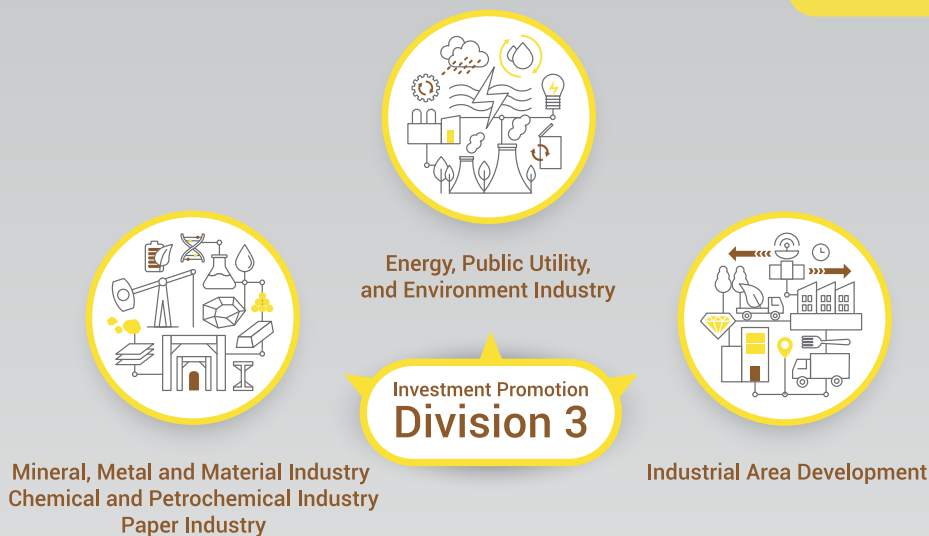 Energy, Public Utility,
and Environment Industry
Investment Promotion
Division 3
Mineral, Metal and Material Industry
Chemical and Petrochemical Industry
Paper Industry
Industrial Area Development